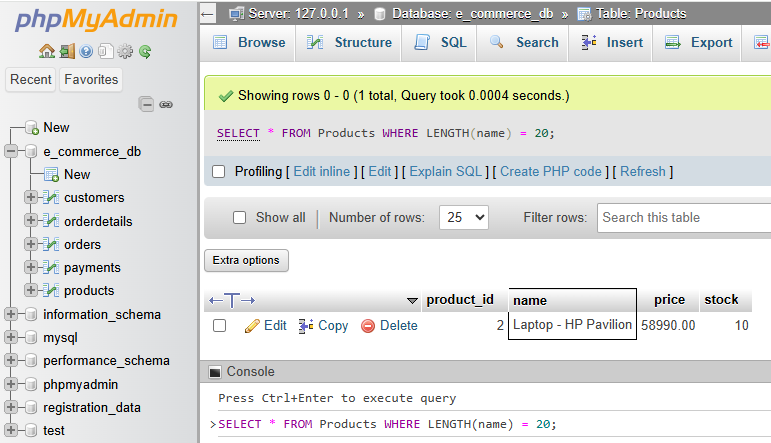 phpMyAdmin
Recent Favorites
New
e_commerce_db
New
customers
orderdetails
orders
payments
products
information_schema
mysql
performance_schema
phpmyadmin
registration_data
test
Server: 127.0.0.1 » Database: e_commerce_db » Table: Products
Browse Structure SQL Search Insert Export
Showing rows 0 - 0 (1 total, Query took 0.0004 seconds.)
SELECT * FROM Products WHERE LENGTH(name) = 20;
Profiling [ Edit inline ] [ Edit ] [ Explain SQL ] [ Create PHP code ] [ Refresh ]
Show all Number of rows: 25 Filter rows: Search this table
Extra options
←T→ product_id name price stock
Edit Copy Delete 2 Laptop - HP Pavilion 58990.00 10
Console
Press Ctrl+Enter to execute query
>SELECT * FROM Products WHERE LENGTH(name) = 20;